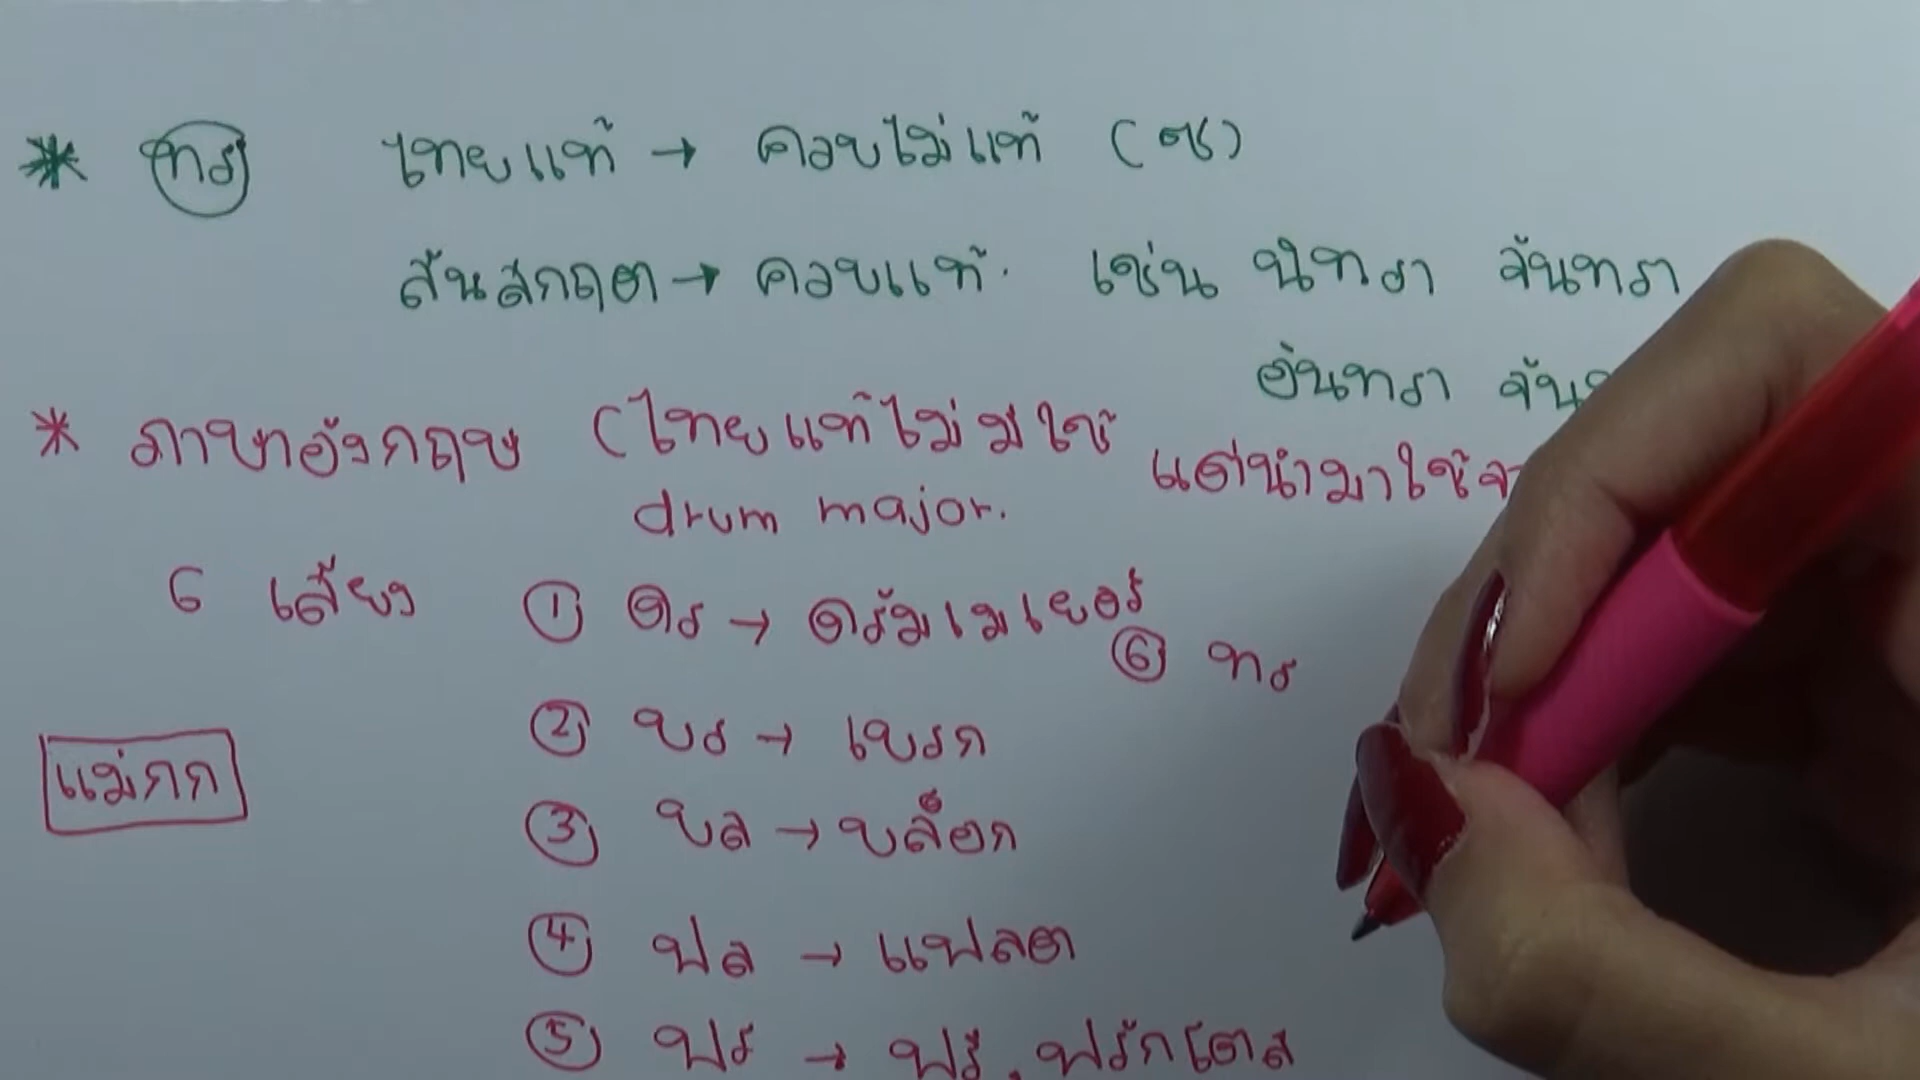 * ทร ไทยแท้ → ควบไม่แท้ (ซ)
สันสกฤต → ควบแท้. เช่น นิทรา จันทรา
อินทรา
* ภาษาอังกฤษ (ไทยแท้ไม่มีใช้ แต่นำมาใช้จ
drum major.
6 เสียง ① ดร → ดรัมเมเยอร์
⑥ ทร
② บร → เบรก
แม่กก
③ บล → บล็อก
④ ฟล → แฟลต
⑤ ฟร → ฟรี, ฟรักโตส